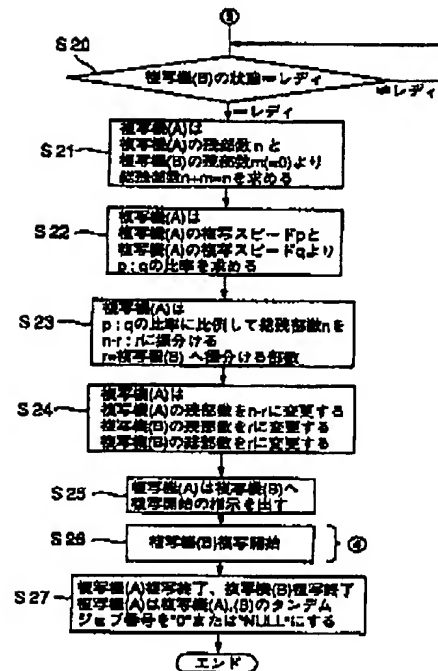 ③
S20
複写機(B)の状態=レディ
≠レディ
=レディ
S21
複写機(A)は
複写機(A)の残部数nと
複写機(B)の残部数m(=0)より
総残部数n+m=nを求める
S22
複写機(A)は
複写機(A)の複写スピードpと
複写機(A)の複写スピードqより
p:qの比率を求める
S23
複写機(A)は
p:qの比率に比例して総残部数nを
n-r:rに振分ける
r=複写機(B)へ振分ける部数
S24
複写機(A)は
複写機(A)の残部数をn-rに変更する
複写機(B)の残部数をrに変更する
複写機(B)の総部数をrに変更する
S25
複写機(A)は複写機(B)へ
複写開始の指示を出す
S26
複写機(B)複写開始
④
S27
複写機(A)複写終了、複写機(B)複写終了
複写機(A)は複写機(A),(B)のタンデム
ジョブ番号を"0"または"NULL"にする
エンド